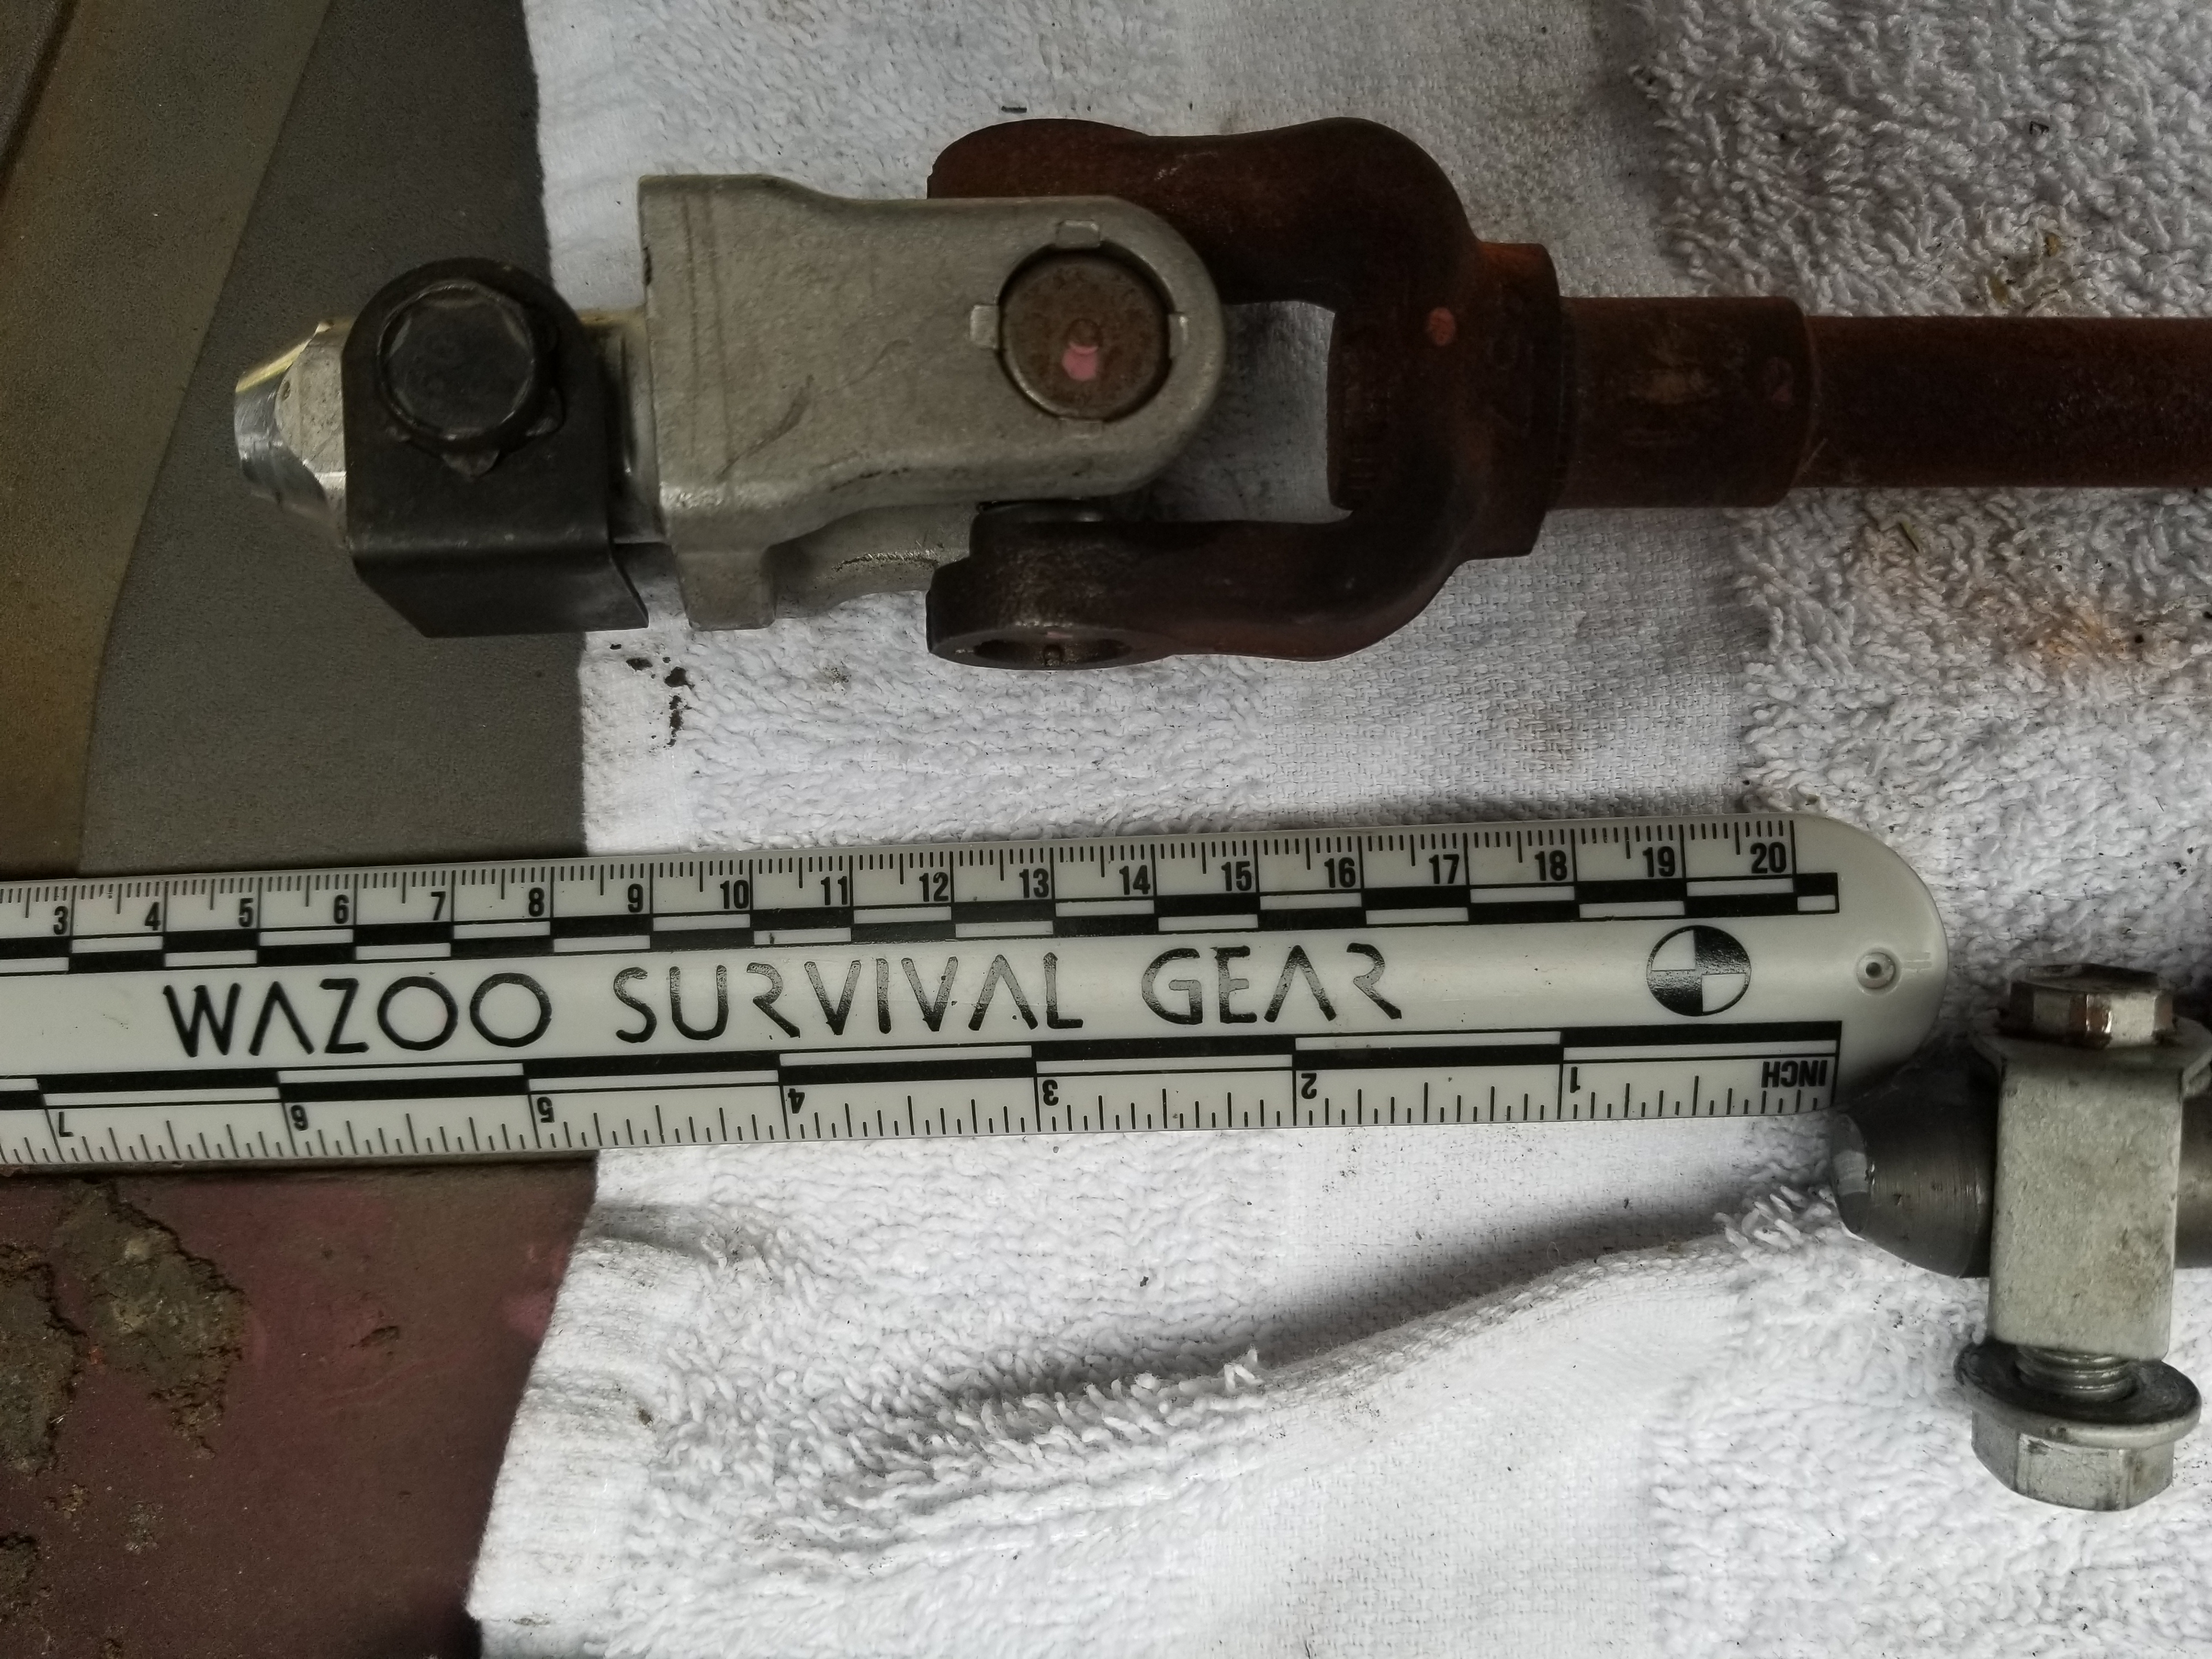 3 4 5 6 7 8 9 10 11 12 13 14 15 16 17 18 19 20
WAZOO SURVIVAL GEAR
7 6 5 4 3 2 1 INCH